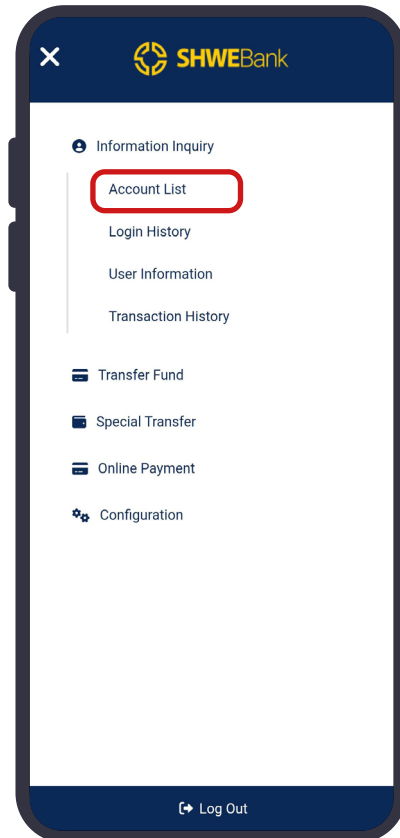 SHWEBank
Information Inquiry
Account List
Login History
User Information
Transaction History
Transfer Fund
Special Transfer
Online Payment
Configuration
Log Out